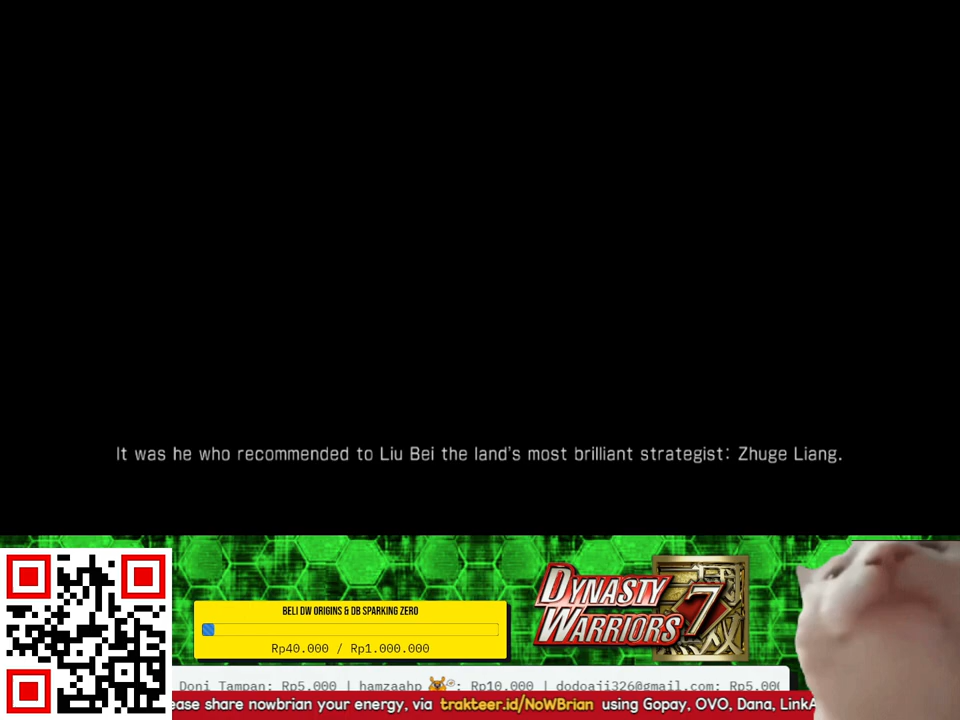 It was he who recommended to Liu Bei the land's most brilliant strategist: Zhuge Liang.
BELI DW ORIGINS & DB SPARKING ZERO
Rp40.000 / Rp1.000.000
DYNASTY
WARRIORS 7
Doni Tampan: Rp5.000 | hamzaahp : Rp10.000 | dodoaji326@gmail.com: Rp5.00
ease share nowbrian your energy, via trakteer.id/NoWBrian using Gopay, OVO, Dana, LinkA